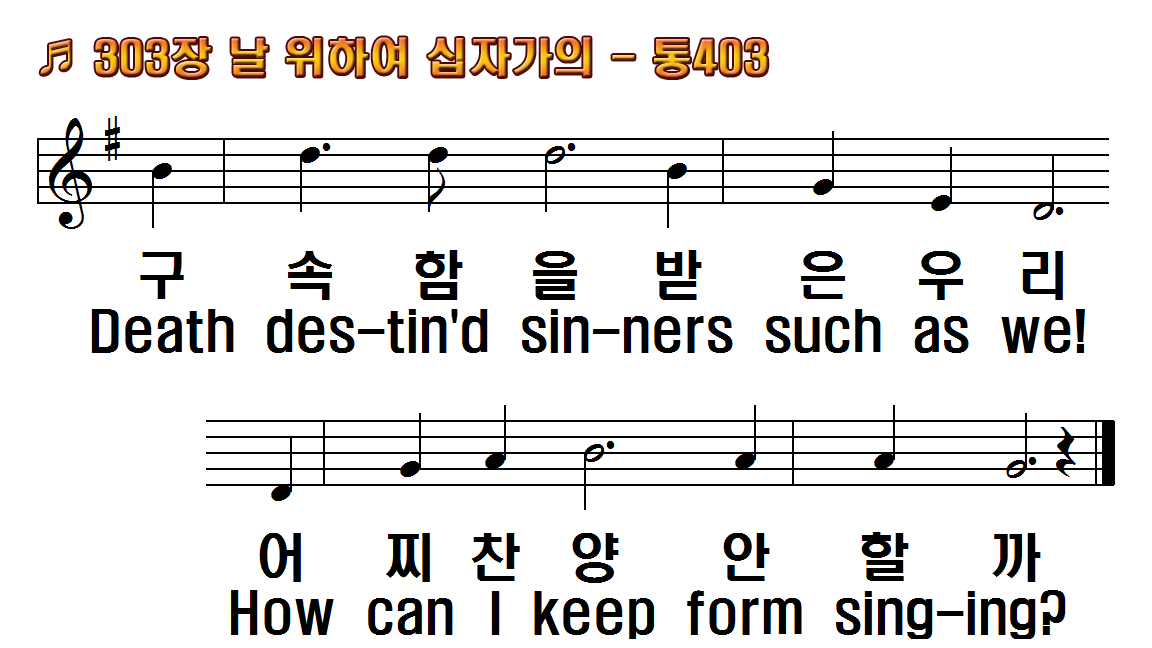 ♬ 303장 날 위하여 십자가의 - 통403
구 속 함 을 받 은 우 리
Death des-tin'd sin-ners such as we!
어 찌 찬 양 안 할 까
How can I keep form sing-ing?